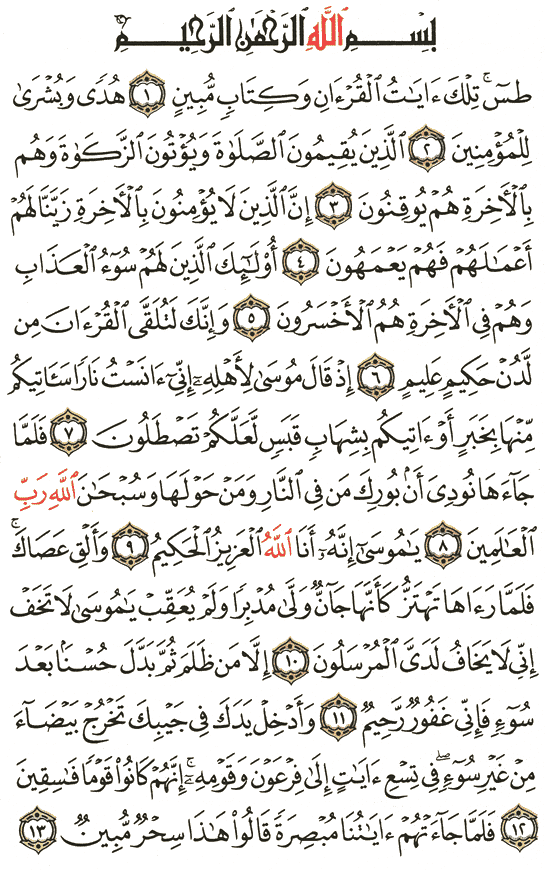 بِسْمِ ٱللَّهِ ٱلرَّحْمَٰنِ ٱلرَّحِيمِ
طسٓ ۚ تِلْكَ ءَايَٰتُ ٱلْقُرْءَانِ وَكِتَابٍ مُّبِينٍ ١ هُدًى وَبُشْرَىٰ
لِلْمُؤْمِنِينَ ٢ ٱلَّذِينَ يُقِيمُونَ ٱلصَّلَوٰةَ وَيُؤْتُونَ ٱلزَّكَوٰةَ وَهُم
بِٱلْءَاخِرَةِ هُمْ يُوقِنُونَ ٣ إِنَّ ٱلَّذِينَ لَا يُؤْمِنُونَ بِٱلْءَاخِرَةِ زَيَّنَّا لَهُمْ
أَعْمَٰلَهُمْ فَهُمْ يَعْمَهُونَ ٤ أُو۟لَٰٓئِكَ ٱلَّذِينَ لَهُمْ سُوٓءُ ٱلْعَذَابِ
وَهُمْ فِى ٱلْءَاخِرَةِ هُمُ ٱلْأَخْسَرُونَ ٥ وَإِنَّكَ لَتُلَقَّى ٱلْقُرْءَانَ مِن
لَّدُنْ حَكِيمٍ عَلِيمٍ ٦ إِذْ قَالَ مُوسَىٰ لِأَهْلِهِۦٓ إِنِّىٓ ءَانَسْتُ نَارًا سَـَٔاتِيكُم
مِّنْهَا بِخَبَرٍ أَوْ ءَاتِيكُم بِشِهَابٍ قَبَسٍ لَّعَلَّكُمْ تَصْطَلُونَ ٧ فَلَمَّا
جَآءَهَا نُودِىَ أَنۢ بُورِكَ مَن فِى ٱلنَّارِ وَمَنْ حَوْلَهَا وَسُبْحَٰنَ ٱللَّهِ رَبِّ
ٱلْعَٰلَمِينَ ٨ يَٰمُوسَىٰٓ إِنَّهُۥٓ أَنَا ٱللَّهُ ٱلْعَزِيزُ ٱلْحَكِيمُ ٩ وَأَلْقِ عَصَاكَ ۚ
فَلَمَّا رَءَاهَا تَهْتَزُّ كَأَنَّهَا جَآنٌّ وَلَّىٰ مُدْبِرًا وَلَمْ يُعَقِّبْ ۚ يَٰمُوسَىٰ لَا تَخَفْ
إِنِّى لَا يَخَافُ لَدَىَّ ٱلْمُرْسَلُونَ ١٠ إِلَّا مَن ظَلَمَ ثُمَّ بَدَّلَ حُسْنًۢا بَعْدَ
سُوٓءٍ فَإِنِّى غَفُورٌ رَّحِيمٌ ١١ وَأَدْخِلْ يَدَكَ فِى جَيْبِكَ تَخْرُجْ بَيْضَآءَ
مِنْ غَيْرِ سُوٓءٍ ۖ فِى تِسْعِ ءَايَٰتٍ إِلَىٰ فِرْعَوْنَ وَقَوْمِهِۦٓ ۚ إِنَّهُمْ كَانُوا۟ قَوْمًا فَٰسِقِينَ
١٢ فَلَمَّا جَآءَتْهُمْ ءَايَٰتُنَا مُبْصِرَةً قَالُوا۟ هَٰذَا سِحْرٌ مُّبِينٌ ١٣